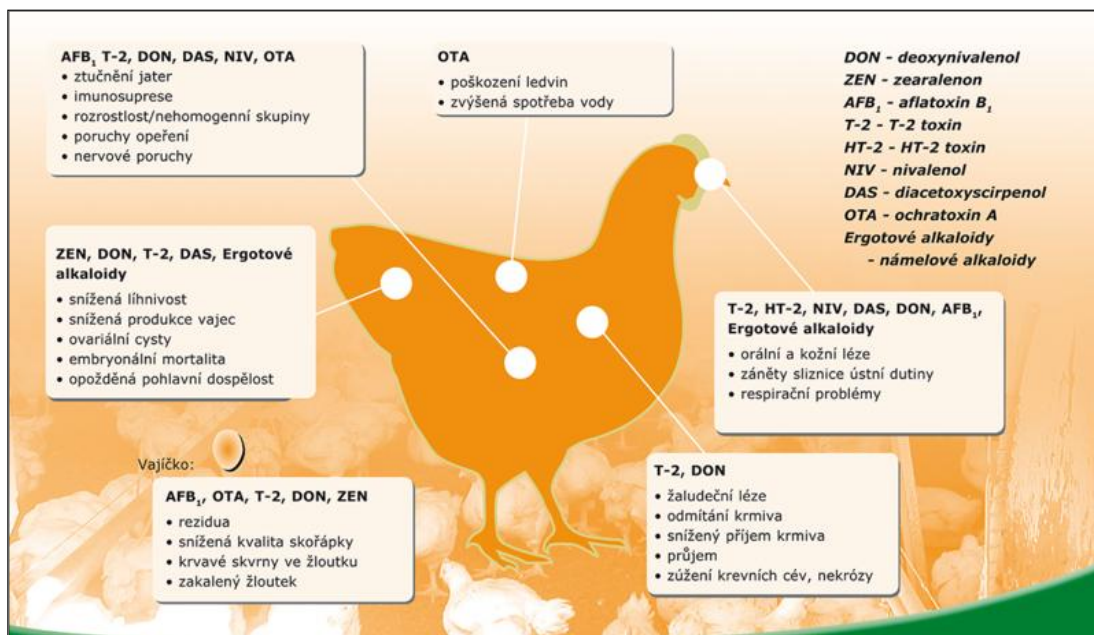 AFB₁ T-2, DON, DAS, NIV, OTA
• ztučnění jater
• imunosuprese
• rozrostlost/nehomogenní skupiny
• poruchy opeření
• nervové poruchy
OTA
• poškození ledvin
• zvýšená spotřeba vody
DON - deoxynivalenol
ZEN - zearalenon
AFB₁ - aflatoxin B₁
T-2 - T-2 toxin
HT-2 - HT-2 toxin
NIV - nivalenol
DAS - diacetoxyscirpenol
OTA - ochratoxin A
Ergotové alkaloidy
- námelové alkaloidy
ZEN, DON, T-2, DAS, Ergotové
alkaloidy
• snížená líhnivost
• snížená produkce vajec
• ovariální cysty
• embryonální mortalita
• opožděná pohlavní dospělost
T-2, HT-2, NIV, DAS, DON, AFB₁,
Ergotové alkaloidy
• orální a kožní léze
• záněty sliznice ústní dutiny
• respirační problémy
Vajíčko:
AFB₁, OTA, T-2, DON, ZEN
• rezidua
• snížená kvalita skořápky
• krvavé skvrny ve žloutku
• zakalený žloutek
T-2, DON
• žaludeční léze
• odmítání krmiva
• snížený příjem krmiva
• průjem
• zúžení krevních cév, nekrózy